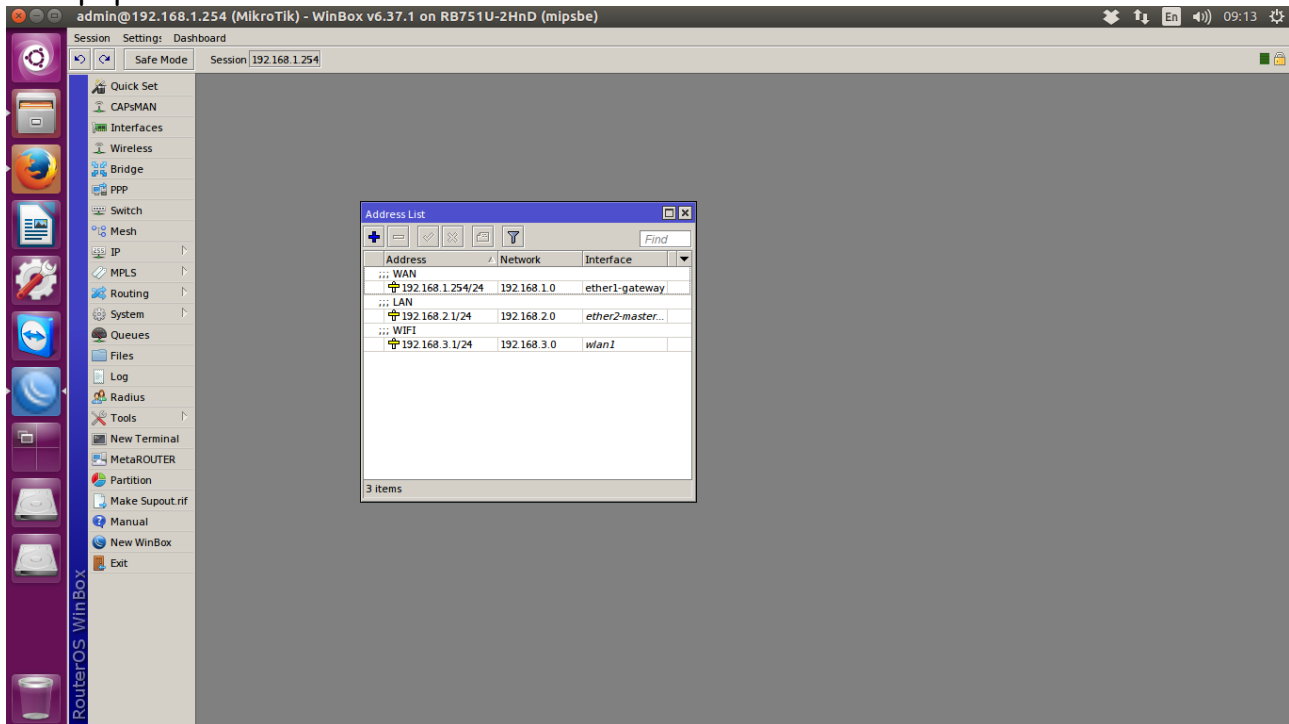 admin@192.168.1.254 (MikroTik) - WinBox v6.37.1 on RB751U-2HnD (mipsbe)
En 09:13
Session Settings Dashboard
Safe Mode Session 192.168.1.254
Quick Set
CAPsMAN
Interfaces
Wireless
Bridge
PPP
Switch
Mesh
IP
MPLS
Routing
System
Queues
Files
Log
Radius
Tools
New Terminal
MetaROUTER
Partition
Make Supout.rif
Manual
New WinBox
Exit
RouterOS WinBox
Address List
Find
Address Network Interface
;;; WAN
192.168.1.254/24 192.168.1.0 ether1-gateway
;;; LAN
192.168.2.1/24 192.168.2.0 ether2-master...
;;; WIFI
192.168.3.1/24 192.168.3.0 wlan1
3 items